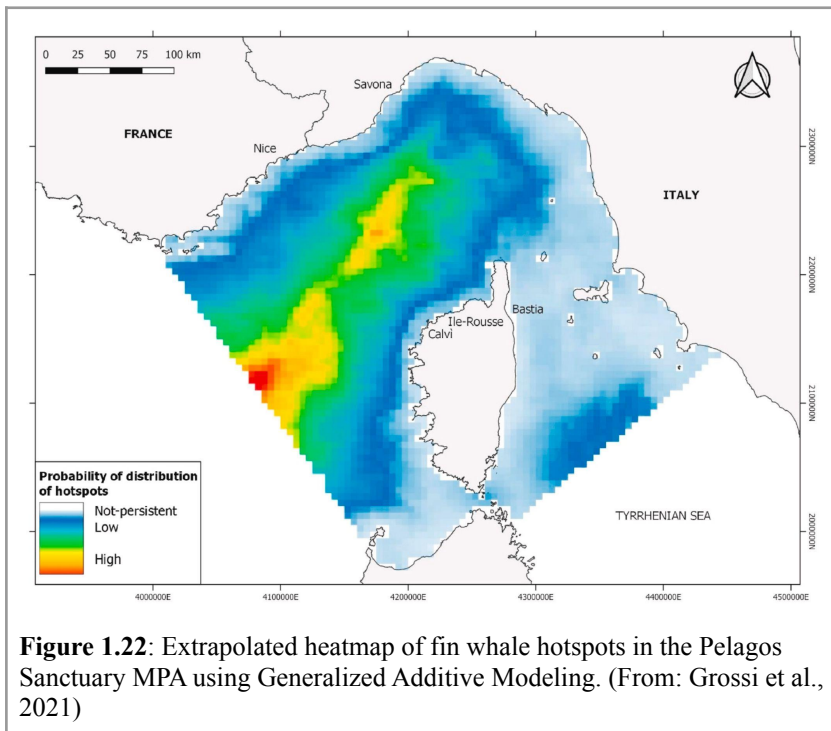 0 25 50 75 100 km
Savona
FRANCE
Nice
ITALY
Ile-Rousse
Bastia
Calvi
TYRRHENIAN SEA
2300000N
2200000N
2100000N
2000000N
Probability of distribution
of hotspots
Not-persistent
Low
High
4000000E 4100000E 4200000E 4300000E 4400000E 4500000E
Figure 1.22: Extrapolated heatmap of fin whale hotspots in the Pelagos
Sanctuary MPA using Generalized Additive Modeling. (From: Grossi et al.,
2021)